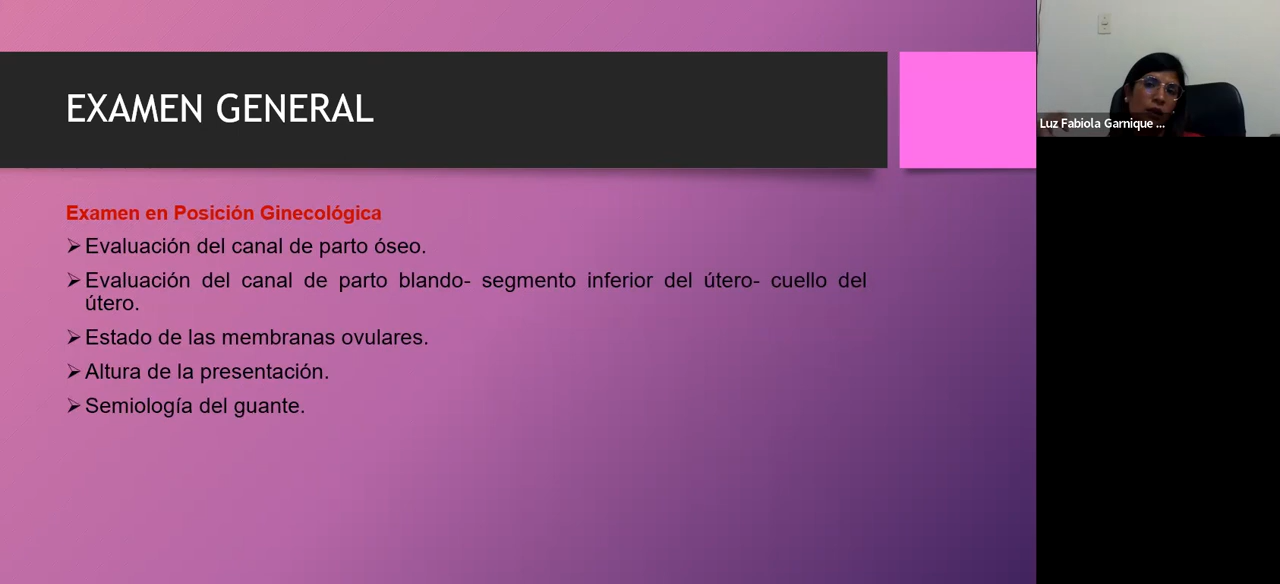 EXAMEN GENERAL
Luz Fabiola Garnique ...
Examen en Posición Ginecológica
➢ Evaluación del canal de parto óseo.
➢ Evaluación del canal de parto blando- segmento inferior del útero- cuello del
útero.
➢ Estado de las membranas ovulares.
➢ Altura de la presentación.
➢ Semiología del guante.